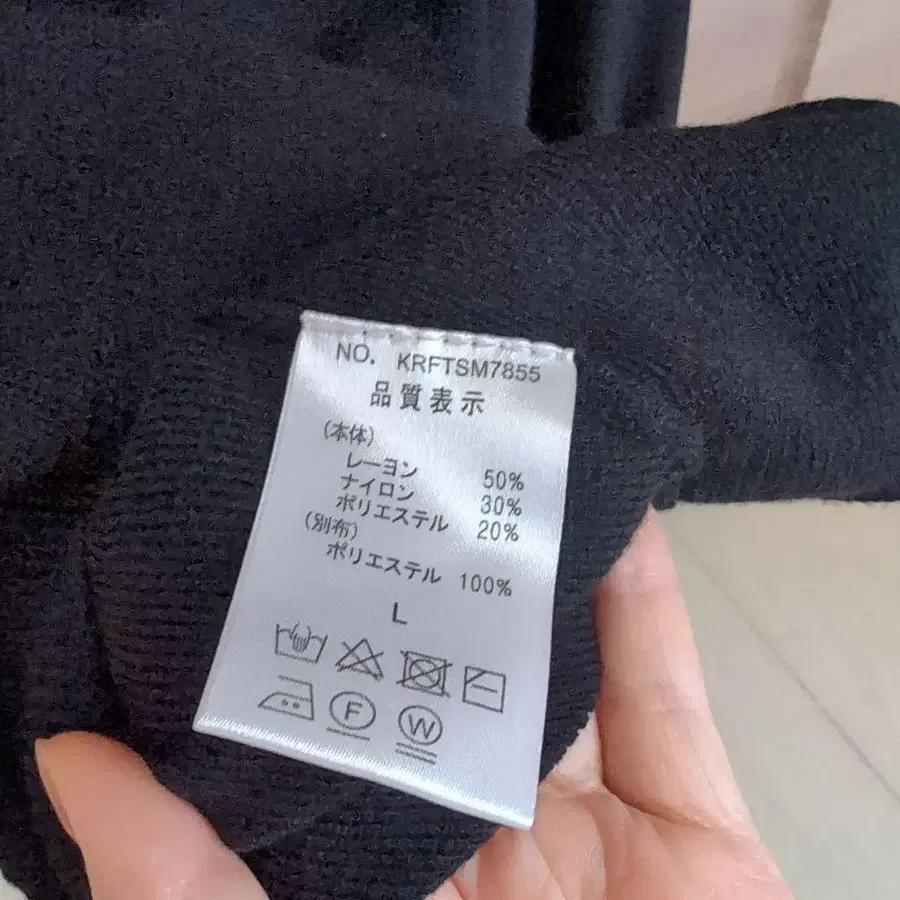 NO. KRFTSM7855
品質表示
(本体)
レーヨン 50%
ナイロン 30%
ポリエステル 20%
(別布)
ポリエステル 100%
L
F W